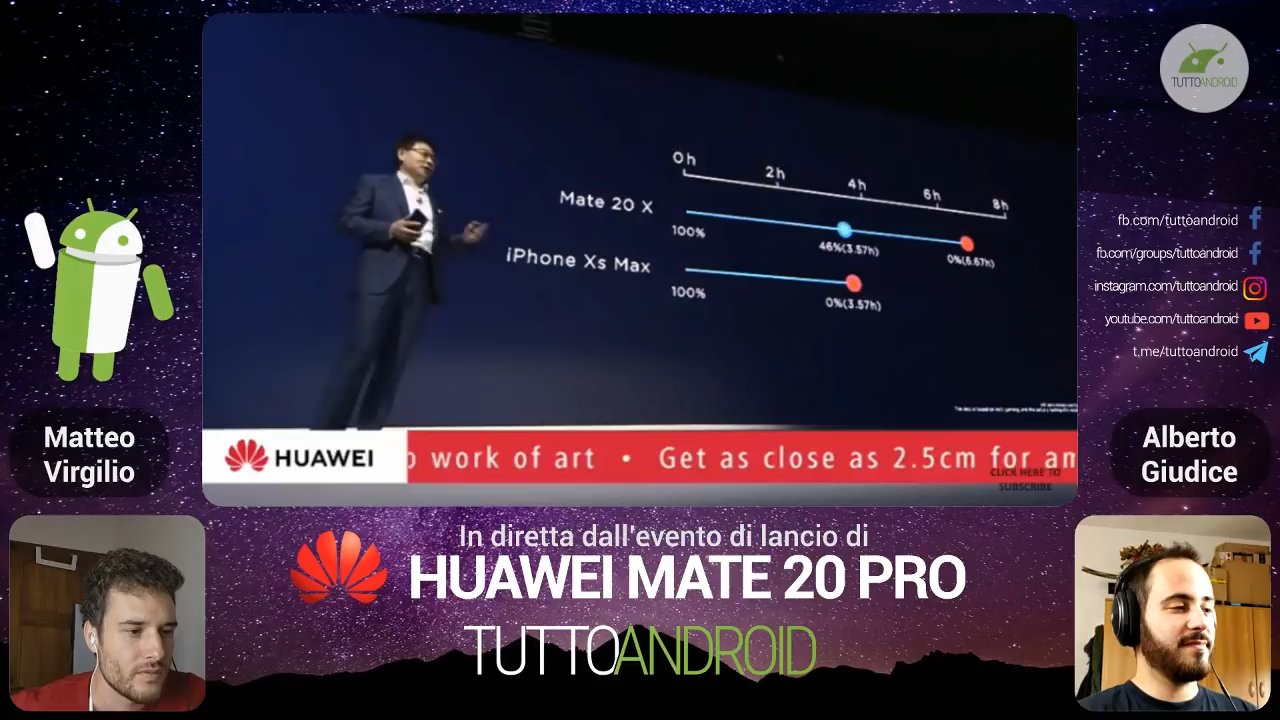 TUTTOANDROID
0h
2h
4h
6h
8h
Mate 20 X
100%
46%(3.57h)
0%(6.67h)
iPhone Xs Max
100%
0%(3.57h)
fb.com/tuttoandroid
fb.com/groups/tuttoandroid
instagram.com/tuttoandroid
youtube.com/tuttoandroid
t.me/tuttoandroid
Matteo
Virgilio
Alberto
Giudice
HUAWEI
work of art • Get as close as 2.5cm for am
CLICK HERE TO
SUBSCRIBE
In diretta dall'evento di lancio di
HUAWEI MATE 20 PRO
TUTTOANDROID